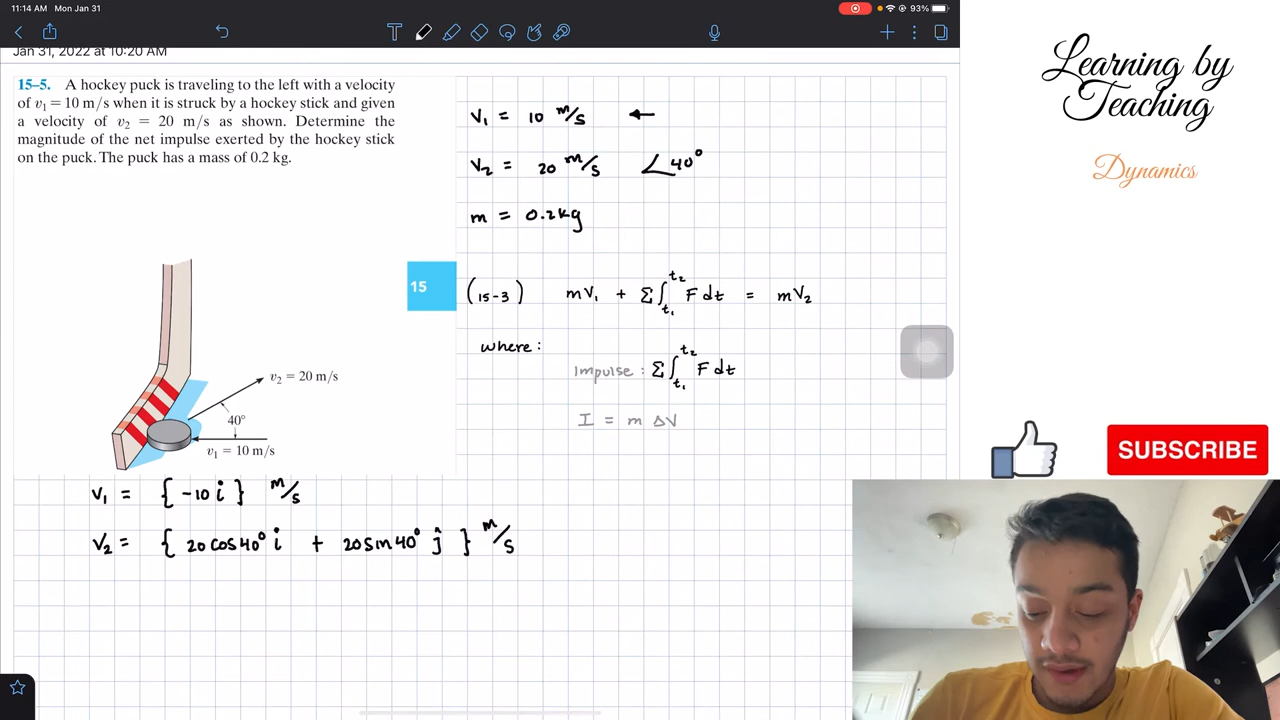 11:14 AM Mon Jan 31
93%
Jan 31, 2022 at 10:20 AM
15–5. A hockey puck is traveling to the left with a velocity
of v₁ = 10 m/s when it is struck by a hockey stick and given
a velocity of v₂ = 20 m/s as shown. Determine the
magnitude of the net impulse exerted by the hockey stick
on the puck. The puck has a mass of 0.2 kg.
v₂ = 20 m/s
40°
v₁ = 10 m/s
15
V₁ = 10 m/s ←
V₂ = 20 m/s ∠40°
m = 0.2kg
(15-3) mV₁ + Σ∫t₁t₂ F dt = mV₂
where:
Impulse: Σ∫t₁t₂ F dt
I = m ΔV
V₁ = {-10 i} m/s
V₂ = {20 cos40° i + 20 sin40° j} m/s
Learning by
Teaching
Dynamics
SUBSCRIBE